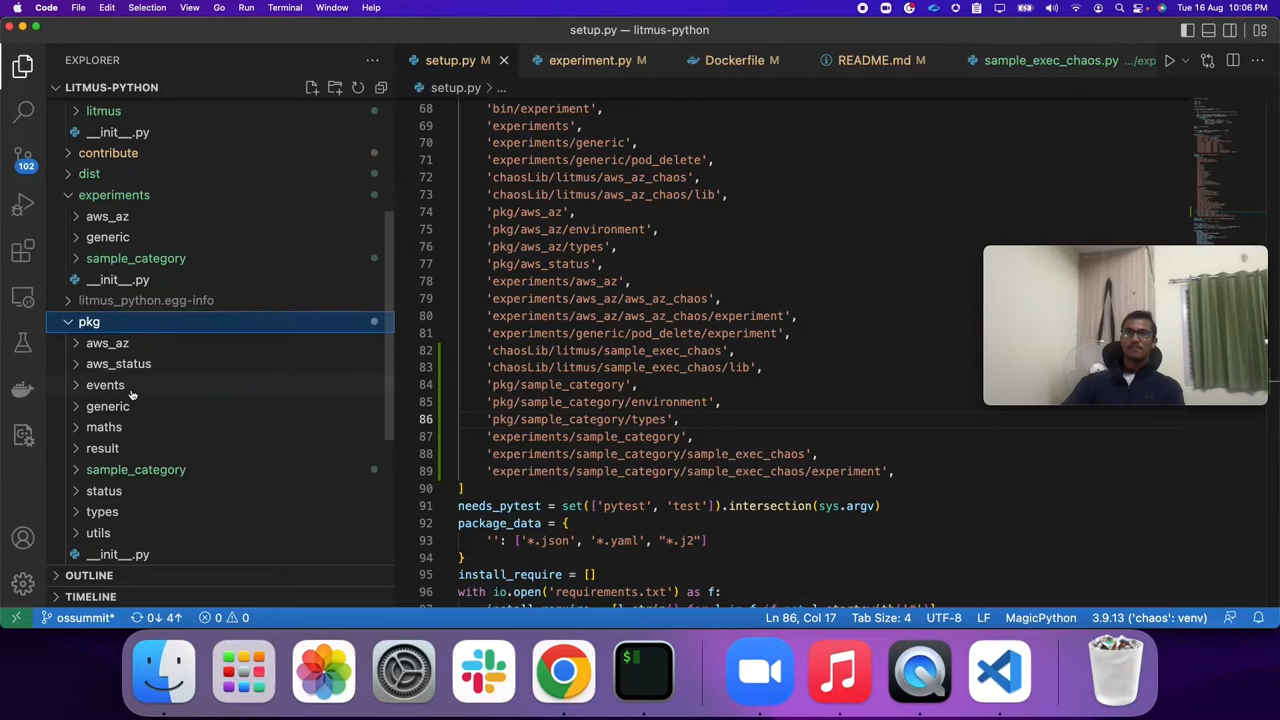 Code File Edit Selection View Go Run Terminal Window Help
Tue 16 Aug 10:06 PM
setup.py — litmus-python
EXPLORER
LITMUS-PYTHON
litmus
__init__.py
contribute
dist
experiments
aws_az
generic
sample_category
__init__.py
litmus_python.egg-info
pkg
aws_az
aws_status
events
generic
maths
result
sample_category
status
types
utils
__init__.py
OUTLINE
TIMELINE
102
setup.py M
experiment.py M
Dockerfile M
README.md M
sample_exec_chaos.py .../exp
setup.py > ...
68 'bin/experiment',
69 'experiments',
70 'experiments/generic',
71 'experiments/generic/pod_delete',
72 'chaosLib/litmus/aws_az_chaos',
73 'chaosLib/litmus/aws_az_chaos/lib',
74 'pkg/aws_az',
75 'pkg/aws_az/environment',
76 'pkg/aws_az/types',
77 'pkg/aws_status',
78 'experiments/aws_az',
79 'experiments/aws_az/aws_az_chaos',
80 'experiments/aws_az/aws_az_chaos/experiment',
81 'experiments/generic/pod_delete/experiment',
82 'chaosLib/litmus/sample_exec_chaos',
83 'chaosLib/litmus/sample_exec_chaos/lib',
84 'pkg/sample_category',
85 'pkg/sample_category/environment',
86 'pkg/sample_category/types',
87 'experiments/sample_category',
88 'experiments/sample_category/sample_exec_chaos',
89 'experiments/sample_category/sample_exec_chaos/experiment',
90 ]
91 needs_pytest = set(['pytest', 'test']).intersection(sys.argv)
92 package_data = {
93 '': ['*.json', '*.yaml', "*.j2"]
94 }
95 install_require = []
96 with io.open('requirements.txt') as f:
ossummit* 0↓ 4↑ 0 0
Ln 86, Col 17 Tab Size: 4 UTF-8 LF MagicPython 3.9.13 ('chaos': venv)
$